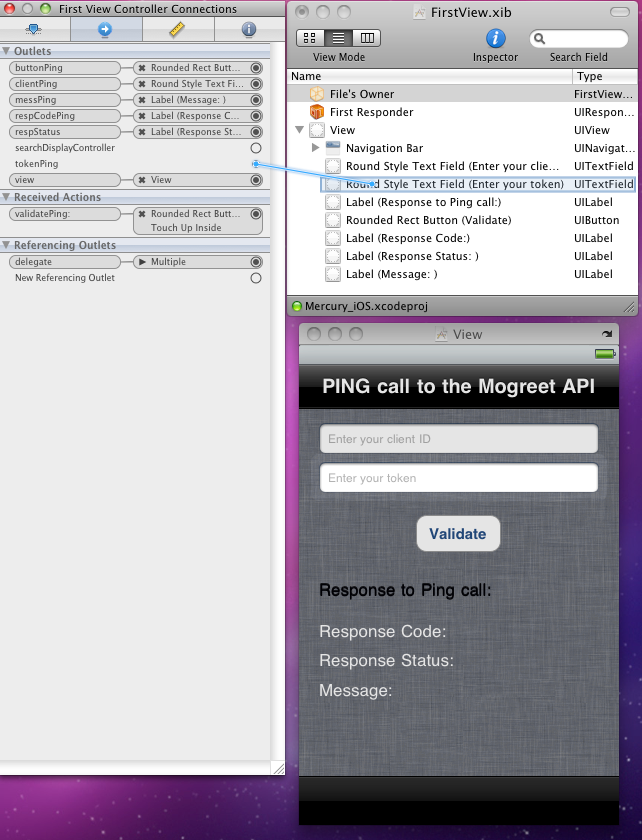 First View Controller Connections
Outlets
buttonPing
Rounded Rect Butt...
clientPing
Round Style Text Fi...
messPing
Label (Message: )
respCodePing
Label (Response C...
respStatus
Label (Response St...
searchDisplayController
tokenPing
view
View
Received Actions
validatePing:
Rounded Rect Butt...
Touch Up Inside
Referencing Outlets
delegate
Multiple
New Referencing Outlet
FirstView.xib
View Mode
Inspector
Search Field
Name
Type
File's Owner
FirstView...
First Responder
UIRespon...
View
UIView
Navigation Bar
UINavigat...
Round Style Text Field (Enter your clie...
UITextField
Round Style Text Field (Enter your token)
UITextField
Label (Response to Ping call:)
UILabel
Rounded Rect Button (Validate)
UIButton
Label (Response Code:)
UILabel
Label (Response Status: )
UILabel
Label (Message: )
UILabel
Mercury_iOS.xcodeproj
View
PING call to the Mogreet API
Enter your client ID
Enter your token
Validate
Response to Ping call:
Response Code:
Response Status:
Message: